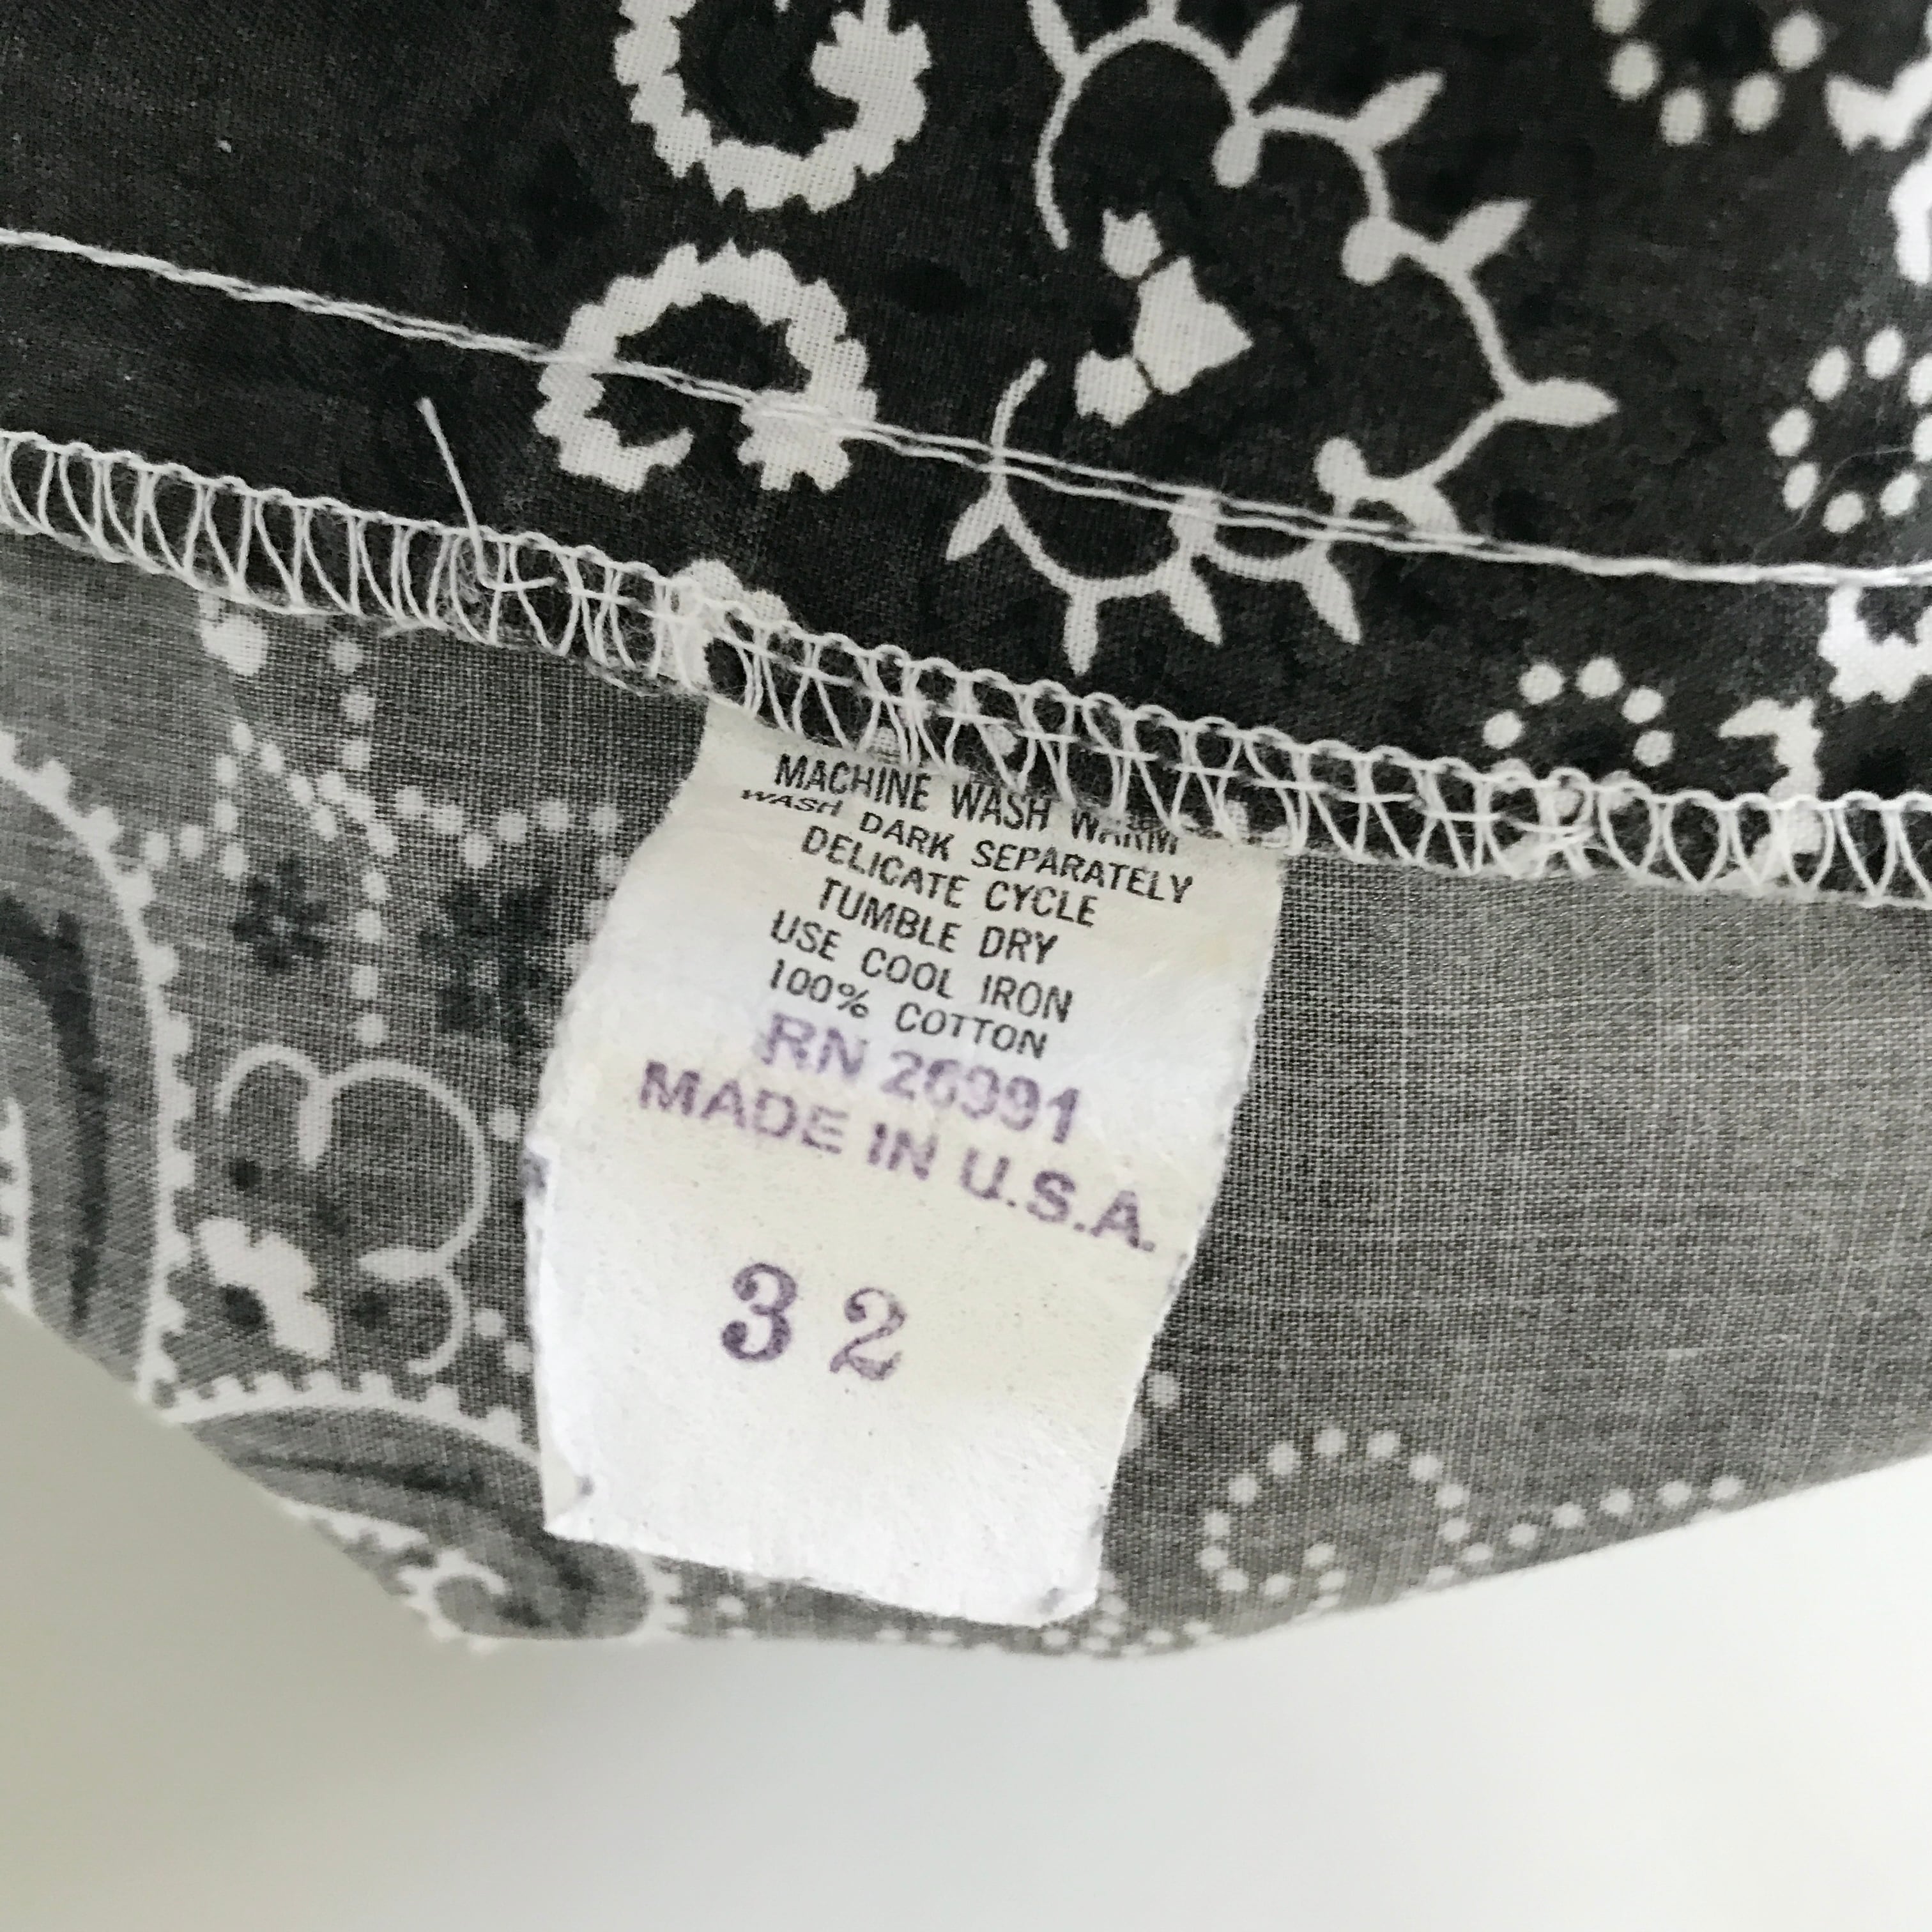 MACHINE WASH WARM
WASH DARK SEPARATELY
DELICATE CYCLE
TUMBLE DRY
USE COOL IRON
100% COTTON
RN 26991
MADE IN U.S.A.
32